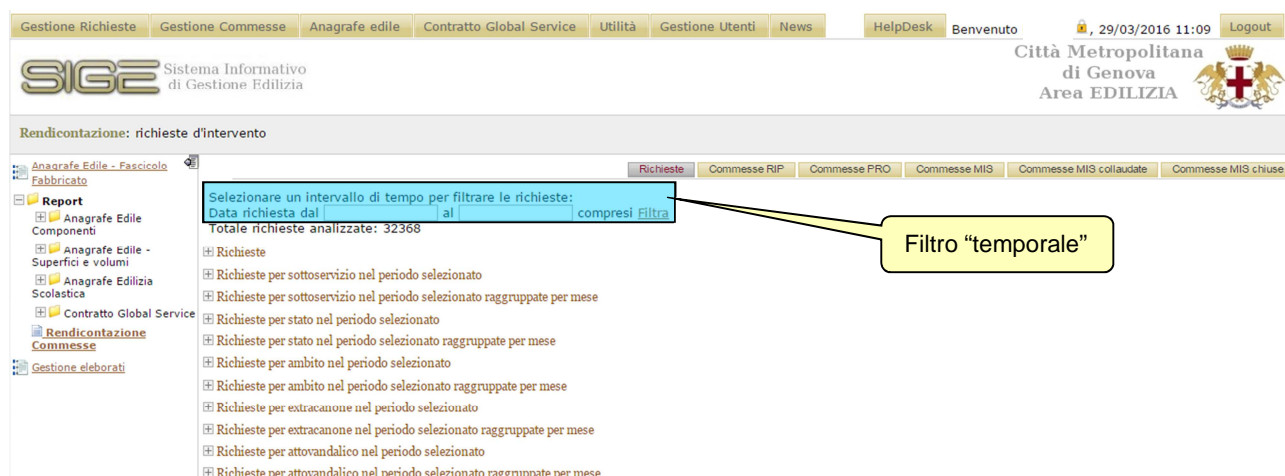 Gestione Richieste Gestione Commesse Anagrafe edile Contratto Global Service Utilità Gestione Utenti News HelpDesk Benvenuto , 29/03/2016 11:09 Logout
SIGE Sistema Informativo
di Gestione Edilizia
Città Metropolitana
di Genova
Area EDILIZIA
Rendicontazione: richieste d'intervento
Anagrafe Edile - Fascicolo
Fabbricato
Report
Anagrafe Edile
Componenti
Anagrafe Edile -
Superfici e volumi
Anagrafe Edilizia
Scolastica
Contratto Global Service
Rendicontazione
Commesse
Gestione eleborati
Richieste Commesse RIP Commesse PRO Commesse MIS Commesse MIS collaudate Commesse MIS chiuse
Selezionare un intervallo di tempo per filtrare le richieste:
Data richiesta dal al compresi Filtra
Totale richieste analizzate: 32368
Filtro “temporale”
Richieste
Richieste per sottoservizio nel periodo selezionato
Richieste per sottoservizio nel periodo selezionato raggruppate per mese
Richieste per stato nel periodo selezionato
Richieste per stato nel periodo selezionato raggruppate per mese
Richieste per ambito nel periodo selezionato
Richieste per ambito nel periodo selezionato raggruppate per mese
Richieste per extracanone nel periodo selezionato
Richieste per extracanone nel periodo selezionato raggruppate per mese
Richieste per attovandalico nel periodo selezionato
Richieste per attovandalico nel periodo selezionato raggruppate per mese